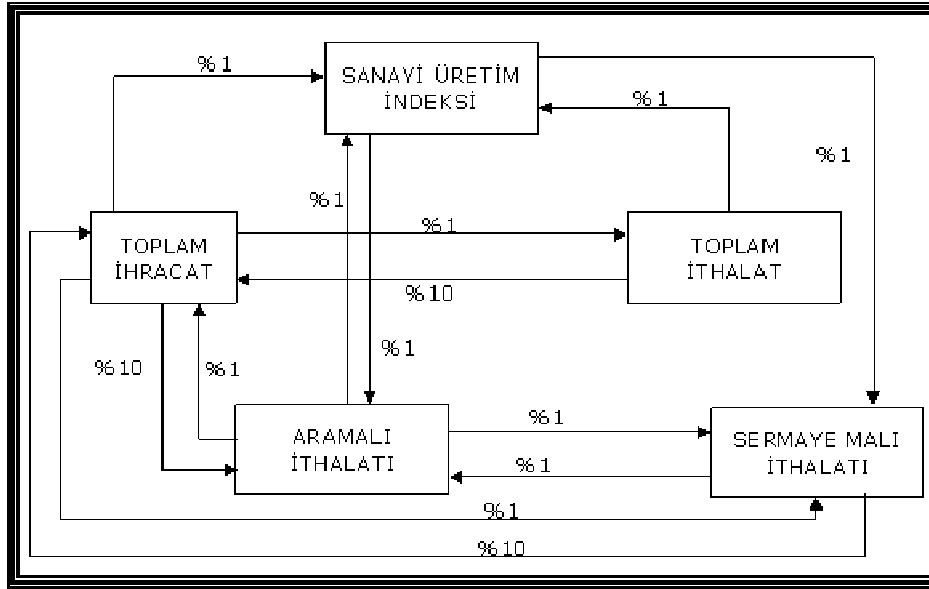 %1
SANAYİ ÜRETİM
İNDEKSİ
%1
%1
%1
TOPLAM
İHRACAT
%1
TOPLAM
İTHALAT
%10
%10
%1
%1
ARAMALI
İTHALATI
%1
SERMAYE MALI
İTHALATI
%1
%1
%10